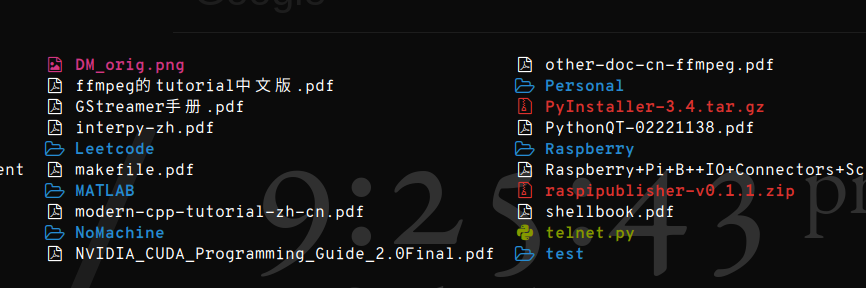 Google
DM_orig.png
ffmpeg的tutorial中文版.pdf
GStreamer手册.pdf
interpy-zh.pdf
Leetcode
ent
makefile.pdf
MATLAB
modern-cpp-tutorial-zh-cn.pdf
NoMachine
NVIDIA_CUDA_Programming_Guide_2.0Final.pdf
other-doc-cn-ffmpeg.pdf
Personal
PyInstaller-3.4.tar.gz
PythonQT-02221138.pdf
Raspberry
Raspberry+Pi+B++IO+Connectors+Sc
raspipublisher-v0.1.1.zip
shellbook.pdf
telnet.py
test
9:25:43 pr